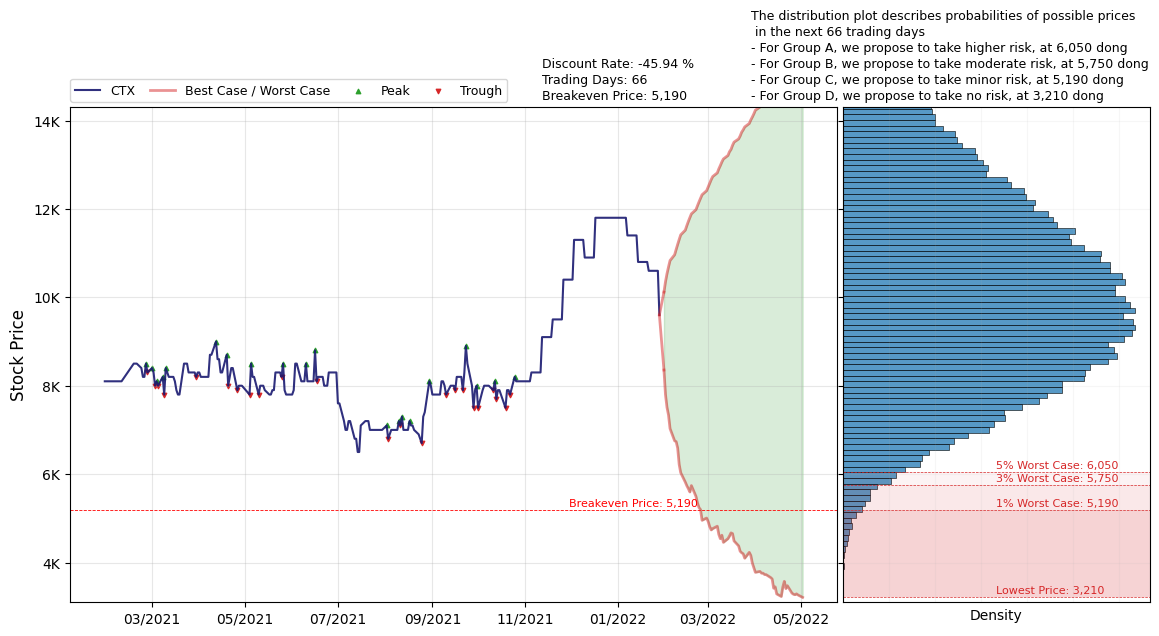 The distribution plot describes probabilities of possible prices
in the next 66 trading days
- For Group A, we propose to take higher risk, at 6,050 dong
- For Group B, we propose to take moderate risk, at 5,750 dong
- For Group C, we propose to take minor risk, at 5,190 dong
- For Group D, we propose to take no risk, at 3,210 dong
Discount Rate: -45.94 %
Trading Days: 66
Breakeven Price: 5,190
CTX Best Case / Worst Case Peak Trough
Stock Price
14K
12K
10K
8K
6K
4K
Breakeven Price: 5,190
03/2021 05/2021 07/2021 09/2021 11/2021 01/2022 03/2022 05/2022
5% Worst Case: 6,050
3% Worst Case: 5,750
1% Worst Case: 5,190
Lowest Price: 3,210
Density